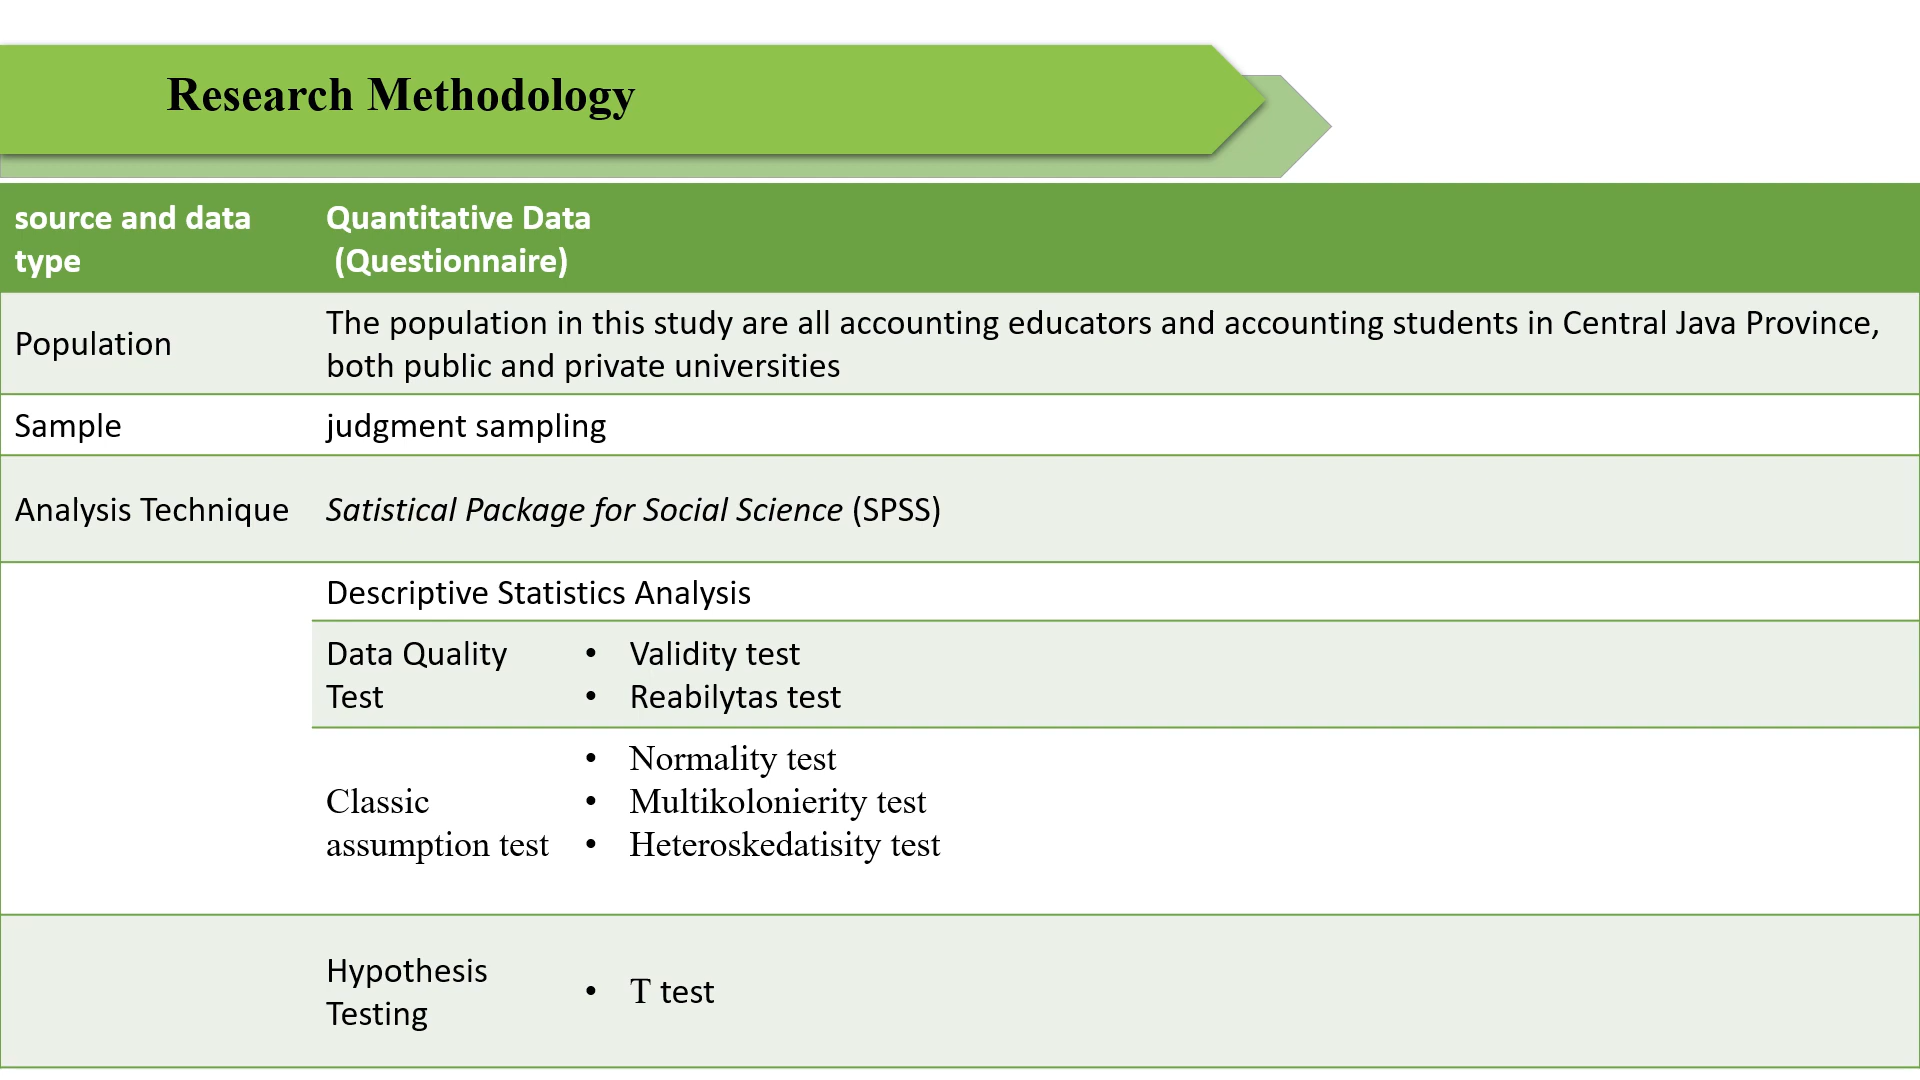 Research Methodology
source and data
type
Quantitative Data
(Questionnaire)
Population
The population in this study are all accounting educators and accounting students in Central Java Province,
both public and private universities
Sample
judgment sampling
Analysis Technique
Satistical Package for Social Science (SPSS)
Descriptive Statistics Analysis
Data Quality
Test
• Validity test
• Reabilytas test
Classic
assumption test
• Normality test
• Multikolonierity test
• Heteroskedatisity test
Hypothesis
Testing
• T test